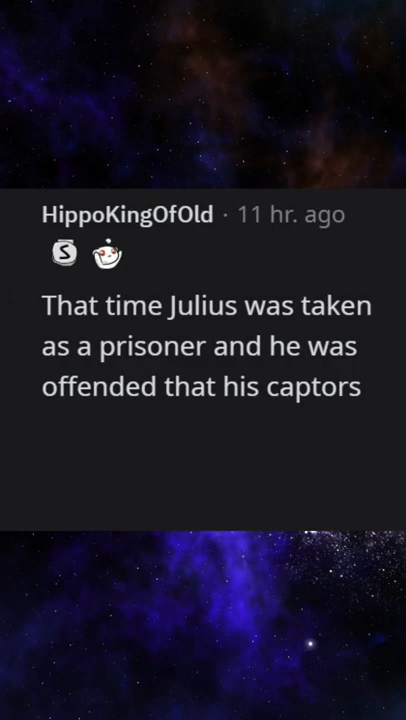 HippoKingOfOld · 11 hr. ago
S
That time Julius was taken
as a prisoner and he was
offended that his captors